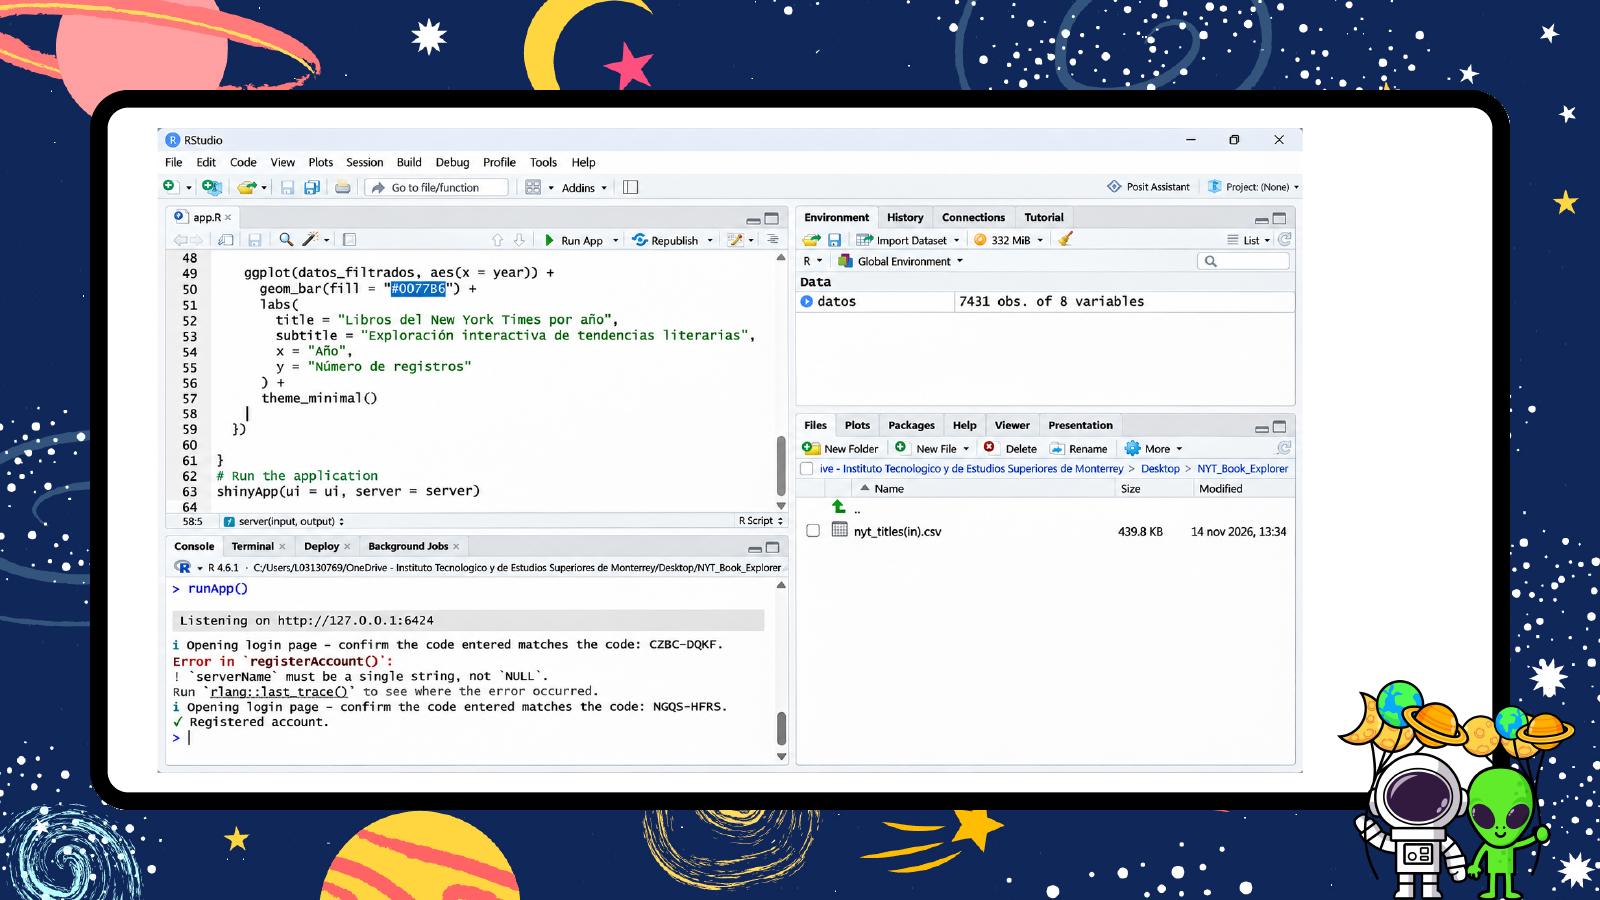 RStudio
File Edit Code View Plots Session Build Debug Profile Tools Help
Go to file/function Addins Posit Assistant Project: (None)
app.R
Run App Republish
48
49 ggplot(datos_filtrados, aes(x = year)) +
50 geom_bar(fill = "#0077B6") +
51 labs(
52 title = "Libros del New York Times por año",
53 subtitle = "Exploración interactiva de tendencias literarias",
54 x = "Año",
55 y = "Número de registros"
56 ) +
57 theme_minimal()
58
59 })
60
61 }
62 # Run the application
63 shinyApp(ui = ui, server = server)
64
58:5 server(input, output) R Script
Console Terminal Deploy Background Jobs
R 4.6.1 · C:/Users/L03130769/OneDrive - Instituto Tecnologico y de Estudios Superiores de Monterrey/Desktop/NYT_Book_Explorer
> runApp()
Listening on http://127.0.0.1:6424
i Opening login page - confirm the code entered matches the code: CZBC-DQKF.
Error in `registerAccount()`:
! `serverName` must be a single string, not `NULL`.
Run `rlang::last_trace()` to see where the error occurred.
i Opening login page - confirm the code entered matches the code: NGQS-HFRS.
✓ Registered account.
>
Environment History Connections Tutorial
Import Dataset 332 MiB List
R Global Environment
Data
datos 7431 obs. of 8 variables
Files Plots Packages Help Viewer Presentation
New Folder New File Delete Rename More
ive - Instituto Tecnologico y de Estudios Superiores de Monterrey > Desktop > NYT_Book_Explorer
Name Size Modified
..
nyt_titles(in).csv 439.8 KB 14 nov 2026, 13:34